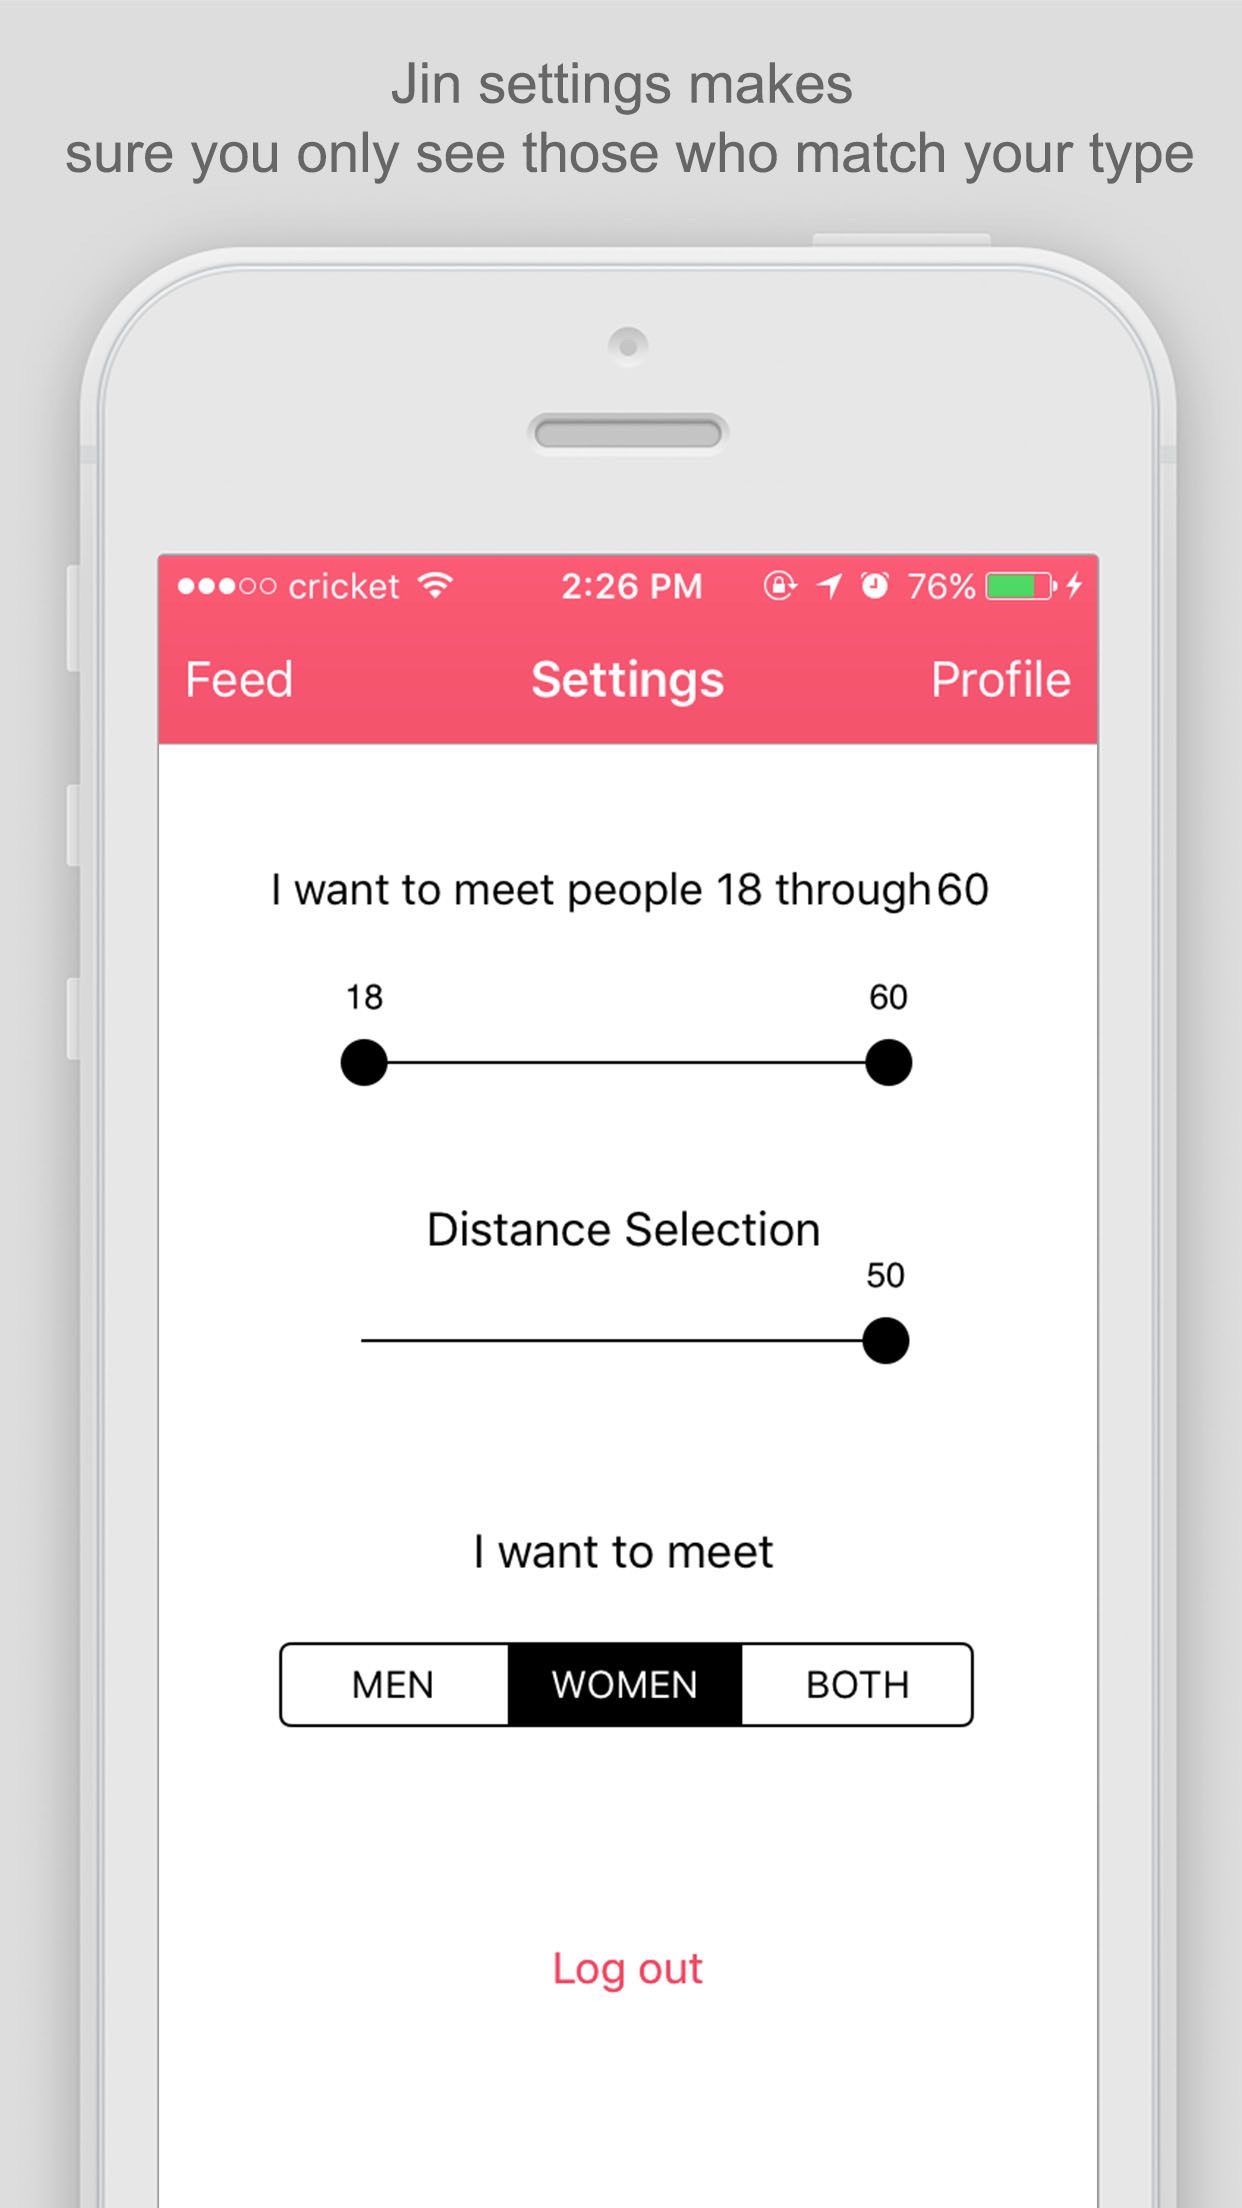 Jin settings makes
sure you only see those who match your type
cricket 2:26 PM 76%
Feed Settings Profile
I want to meet people 18 through60
18 60
Distance Selection
50
I want to meet
MEN WOMEN BOTH
Log out